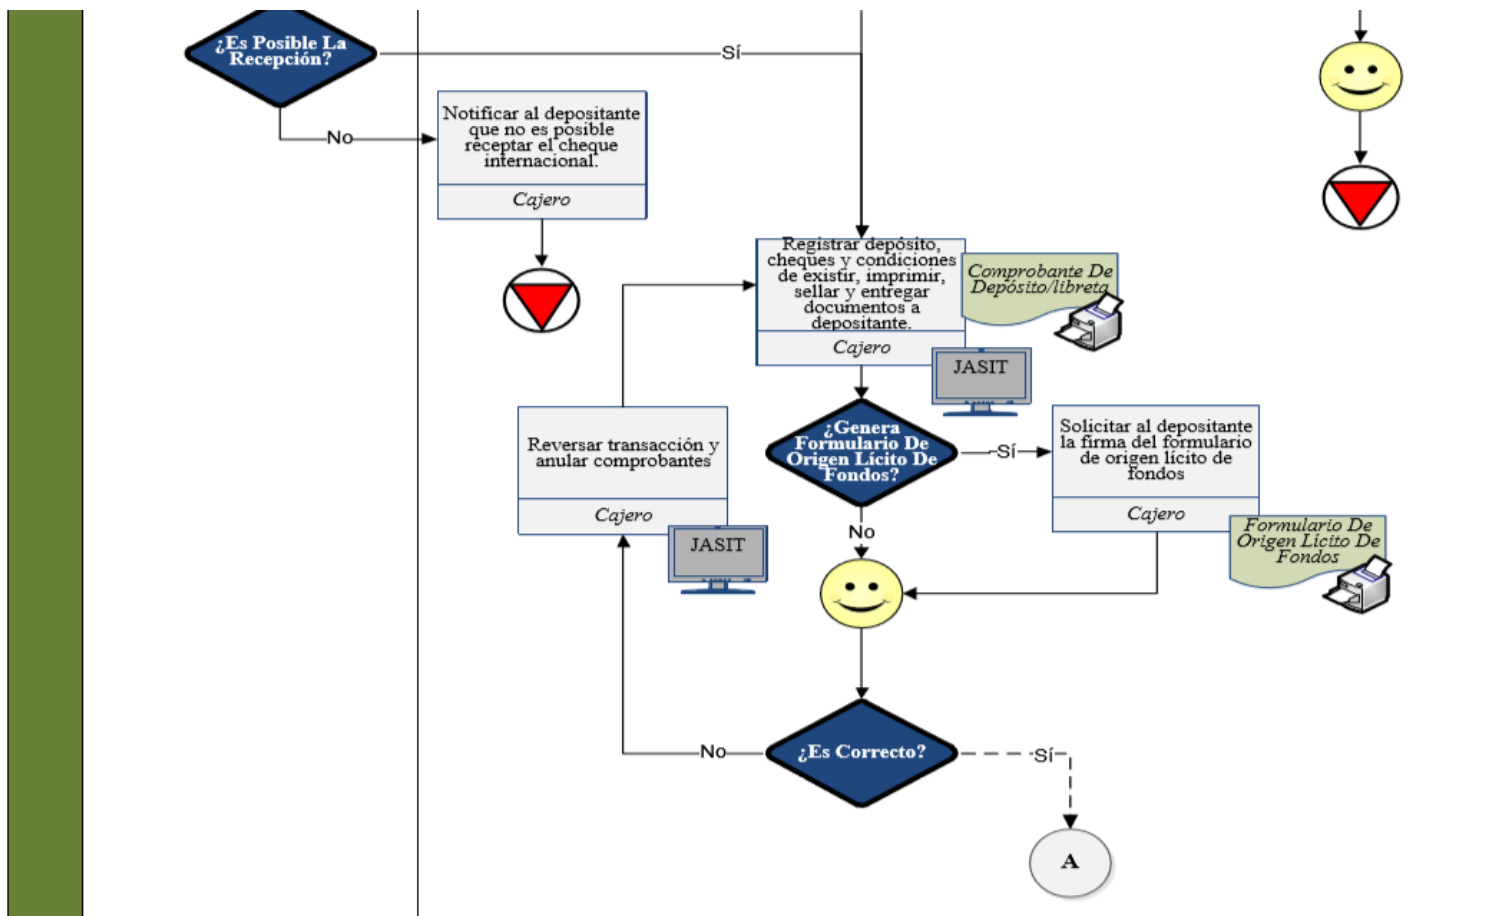 ¿Es Posible La
Recepción?
Sí
No
Notificar al depositante
que no es posible
receptar el cheque
internacional.
Cajero
Registrar depósito,
cheques y condiciones
de existir, imprimir,
sellar y entregar
documentos a
depositante.
Cajero
Comprobante De
Depósito/libreta
JASIT
¿Genera
Formulario De
Origen Lícito De
Fondos?
Sí
No
Solicitar al depositante
la firma del formulario
de origen lícito de
fondos
Cajero
Formulario De
Origen Lícito De
Fondos
Reversar transacción y
anular comprobantes
Cajero
JASIT
¿Es Correcto?
No
Sí
A